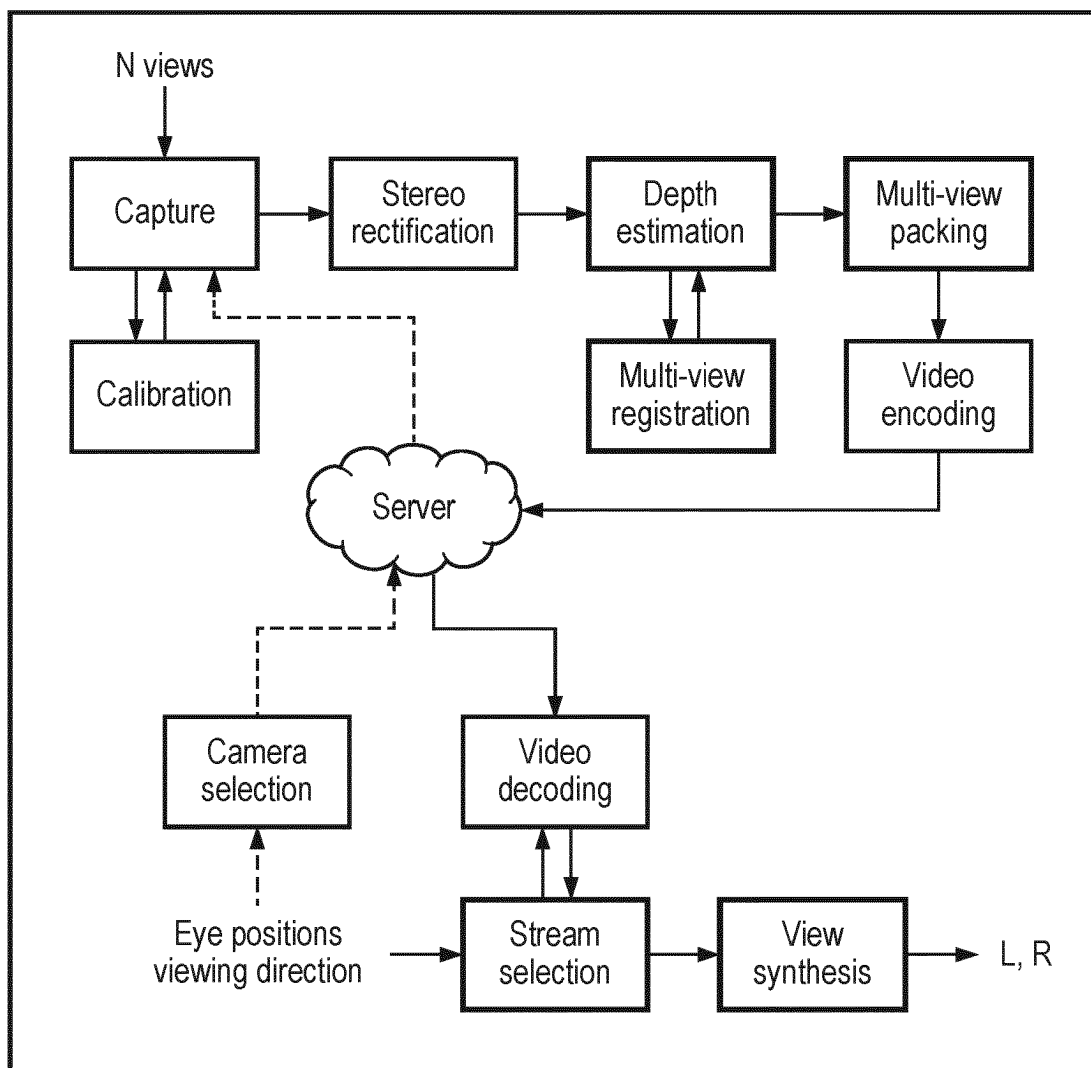 N views
Capture
Stereo
rectification
Depth
estimation
Multi-view
packing
Calibration
Multi-view
registration
Video
encoding
Server
Camera
selection
Video
decoding
Eye positions
viewing direction
Stream
selection
View
synthesis
L, R